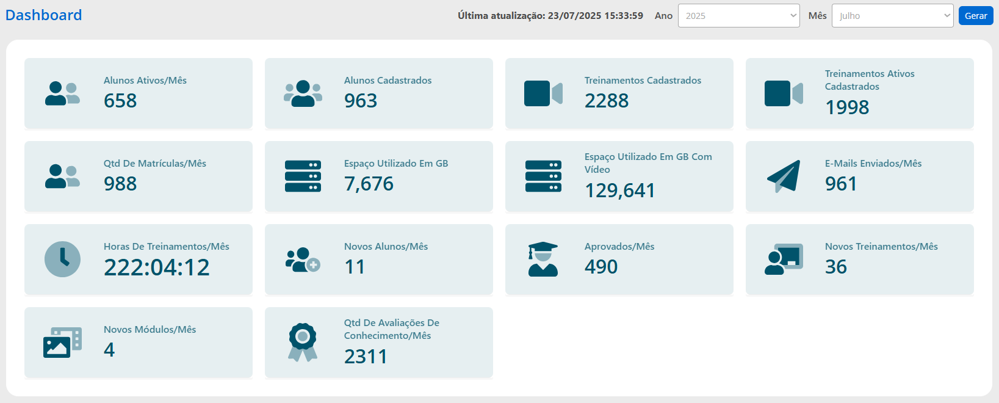 Dashboard
Última atualização: 23/07/2025 15:33:59
Ano
2025
Mês
Julho
Gerar
Alunos Ativos/Mês
658
Alunos Cadastrados
963
Treinamentos Cadastrados
2288
Treinamentos Ativos
Cadastrados
1998
Qtd De Matrículas/Mês
988
Espaço Utilizado Em GB
7,676
Espaço Utilizado Em GB Com
Vídeo
129,641
E-Mails Enviados/Mês
961
Horas De Treinamentos/Mês
222:04:12
Novos Alunos/Mês
11
Aprovados/Mês
490
Novos Treinamentos/Mês
36
Novos Módulos/Mês
4
Qtd De Avaliações De
Conhecimento/Mês
2311